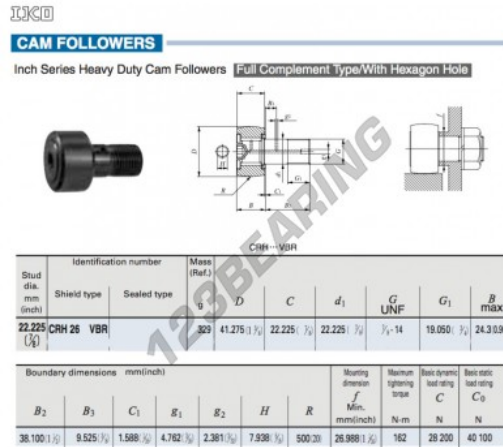 IKO
CAM FOLLOWERS
Inch Series Heavy Duty Cam Followers Full Complement Type/With Hexagon Hole
CRH···VBR
123BEARING
Stud dia. mm (inch)
Identification number
Shield type Sealed type
Mass (Ref.) g
D C d1 G UNF G1 B max
22.225 (7/8) CRH 26 VBR 329 41.275(1 5/8) 22.225( 7/8) 22.225( 7/8) 7/8-14 19.050( 3/4) 24.3
Boundary dimensions mm(inch)
Mounting dimension f Min. mm(inch)
Maximum tightening torque N-m
Basic dynamic load rating C N
Basic static load rating C0 N
B2 B3 C1 g1 g2 H R
38.100(1 1/2) 9.525(3/8) 1.588(1/16) 4.762(3/16) 2.381(3/32) 7.938(5/16) 500(20) 26.988(1 1/16) 162 28 200 40 100